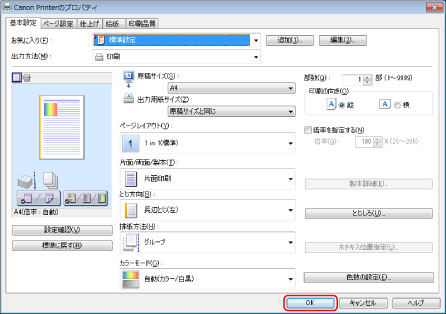 Canon Printerのプロパティ
基本設定 ページ設定 仕上げ 給紙 印刷品質
お気に入り(F): 標準設定 追加(1)... 編集(2)...
出力方法(M): 印刷
原稿サイズ(S):
A4
出力用紙サイズ(Z):
原稿サイズと同じ
部数(C): 1 部 (1～9999)
印刷の向き(O)
A 縦 A 横
ページレイアウト(Y):
1 1 in 1(標準)
倍率を指定する(N)
倍率(G): 100 % (25～200)
片面/両面/製本(T):
片面印刷
製本詳細(K)...
とじ方向(B):
長辺とじ(左)
とじしろ(U)...
排紙方法(H):
グループ
ホチキス位置指定(L)...
カラーモード(O):
自動(カラー/白黒)
色数の設定(E)...
A4(倍率: 自動)
設定確認(V)
標準に戻す(R)
OK キャンセル ヘルプ